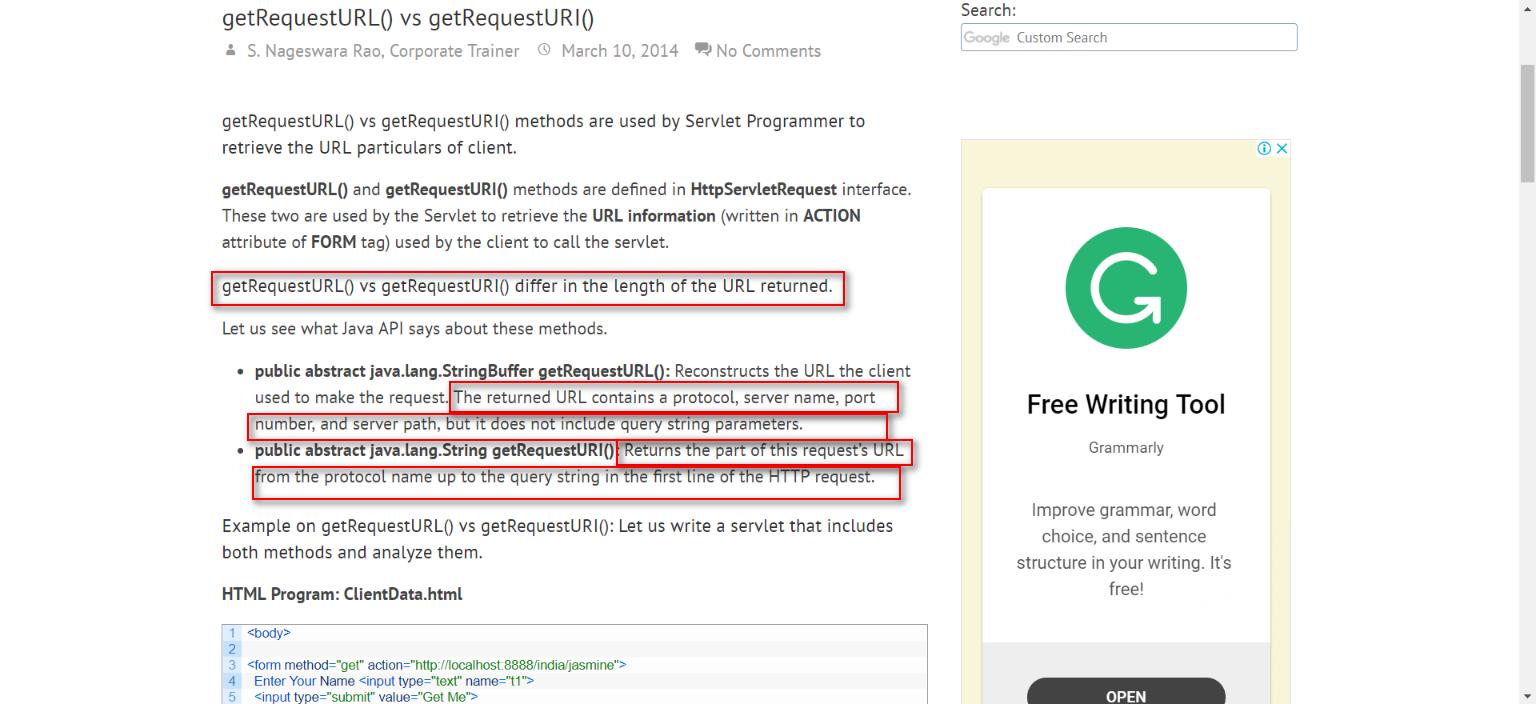 getRequestURL() vs getRequestURI()
S. Nageswara Rao, Corporate Trainer March 10, 2014 No Comments
getRequestURL() vs getRequestURI() methods are used by Servlet Programmer to
retrieve the URL particulars of client.
getRequestURL() and getRequestURI() methods are defined in HttpServletRequest interface.
These two are used by the Servlet to retrieve the URL information (written in ACTION
attribute of FORM tag) used by the client to call the servlet.
getRequestURL() vs getRequestURI() differ in the length of the URL returned.
Let us see what Java API says about these methods.
• public abstract java.lang.StringBuffer getRequestURL(): Reconstructs the URL the client
used to make the request. The returned URL contains a protocol, server name, port
number, and server path, but it does not include query string parameters.
• public abstract java.lang.String getRequestURI(): Returns the part of this request's URL
from the protocol name up to the query string in the first line of the HTTP request.
Example on getRequestURL() vs getRequestURI(): Let us write a servlet that includes
both methods and analyze them.
HTML Program: ClientData.html
1 <body>
2
3 <form method="get" action="http://localhost:8888/india/jasmine">
4 Enter Your Name <input type="text" name="t1">
5 <input type="submit" value="Get Me">
Search:
Google Custom Search
Free Writing Tool
Grammarly
Improve grammar, word
choice, and sentence
structure in your writing. It's
free!
OPEN